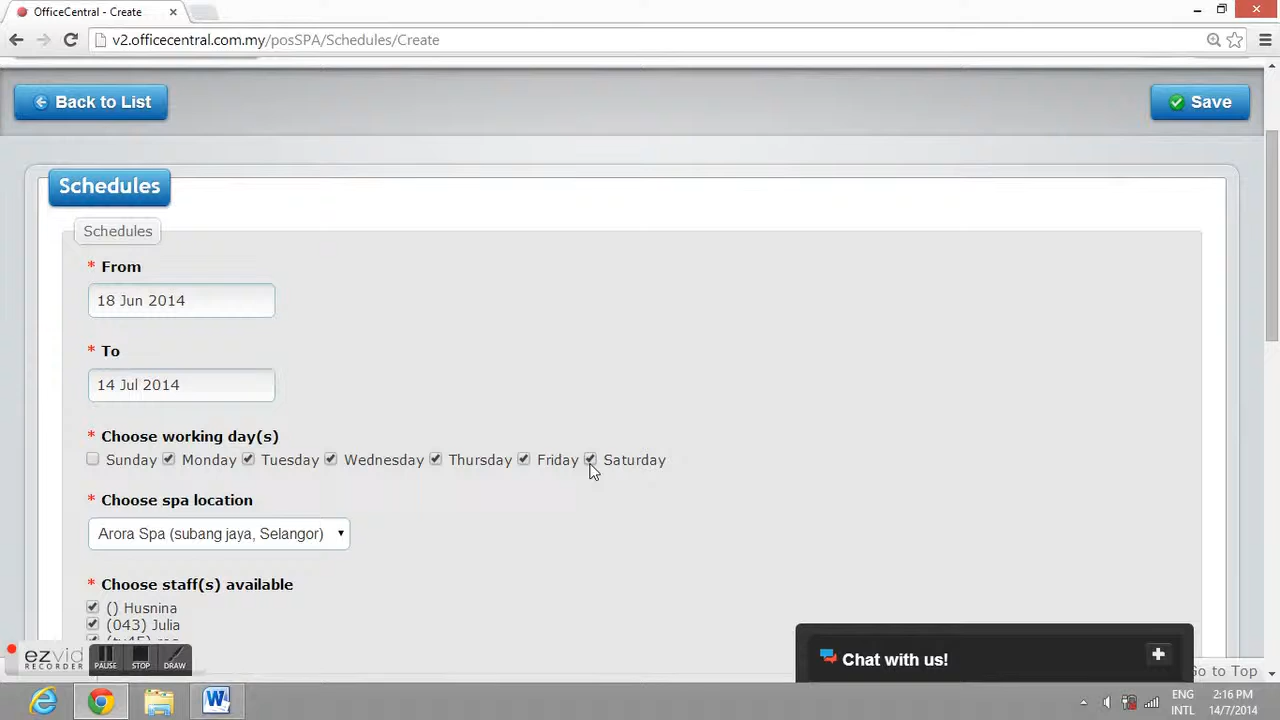 OfficeCentral - Create
v2.officecentral.com.my/posSPA/Schedules/Create
Back to List
Save
Schedules
Schedules
* From
18 Jun 2014
* To
14 Jul 2014
* Choose working day(s)
Sunday Monday Tuesday Wednesday Thursday Friday Saturday
* Choose spa location
Arora Spa (subang jaya, Selangor)
* Choose staff(s) available
() Husnina
(043) Julia
ezvid
RECORDER
PAUSE
STOP
DRAW
Chat with us!
Go to Top
ENG
INTL
2:16 PM
14/7/2014